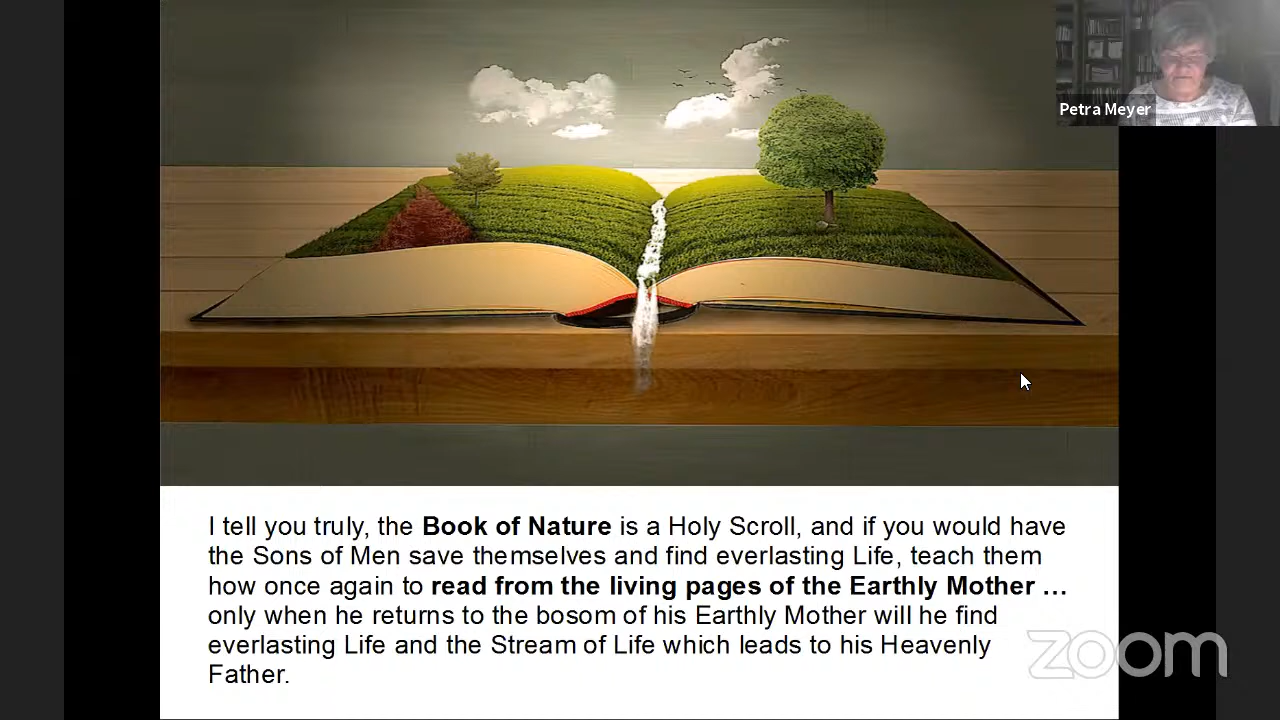 Petra Meyer
I tell you truly, the Book of Nature is a Holy Scroll, and if you would have
the Sons of Men save themselves and find everlasting Life, teach them
how once again to read from the living pages of the Earthly Mother …
only when he returns to the bosom of his Earthly Mother will he find
everlasting Life and the Stream of Life which leads to his Heavenly
Father.
zoom